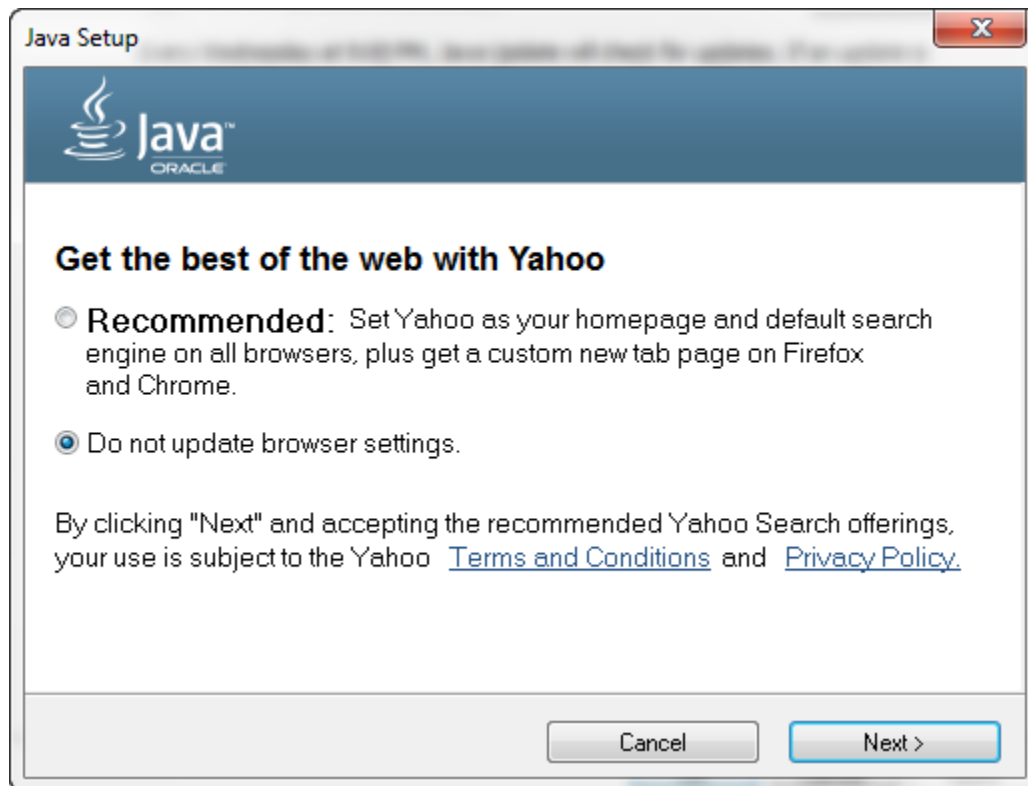 Java Setup
Java™
ORACLE
Get the best of the web with Yahoo
Recommended: Set Yahoo as your homepage and default search
engine on all browsers, plus get a custom new tab page on Firefox
and Chrome.
Do not update browser settings.
By clicking "Next" and accepting the recommended Yahoo Search offerings,
your use is subject to the Yahoo Terms and Conditions and Privacy Policy.
Cancel
Next >